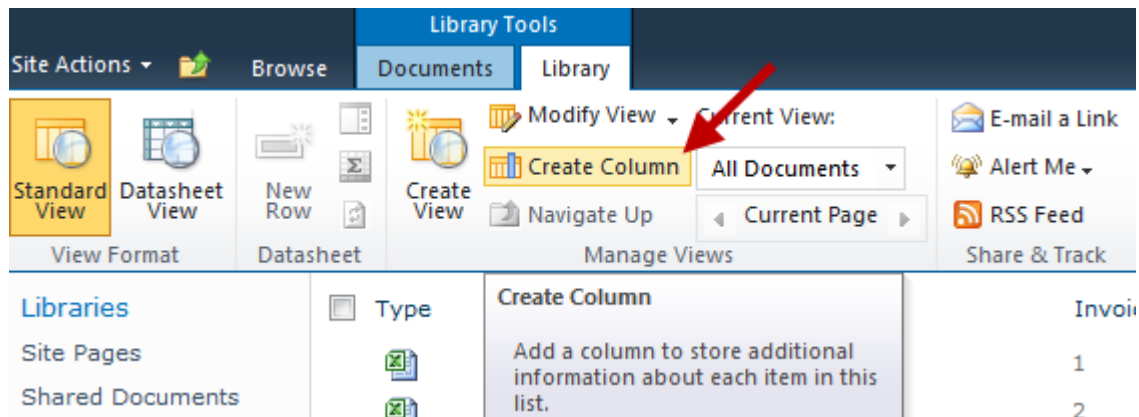 Library Tools
Site Actions Browse Documents Library
Modify View Current View: E-mail a Link
Create Column All Documents Alert Me
Standard View Datasheet View New Row Create View Navigate Up Current Page RSS Feed
View Format Datasheet Manage Views Share & Track
Libraries Type Create Column
Site Pages Add a column to store additional 1
information about each item in this
Shared Documents list. 2